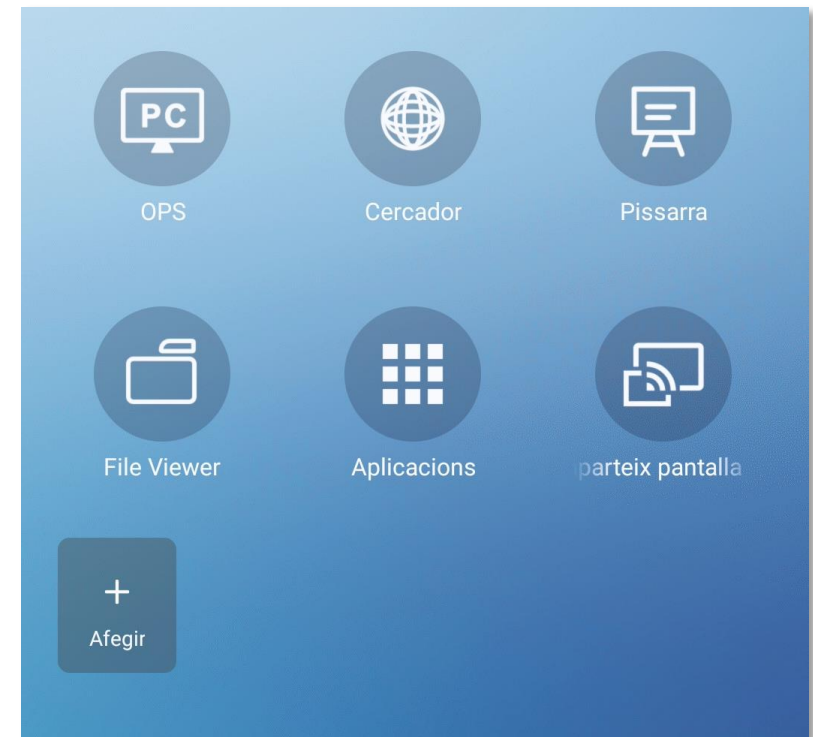 PC
OPS
Cercador
Pissarra
File Viewer
Aplicacions
parteix pantalla
+
Afegir